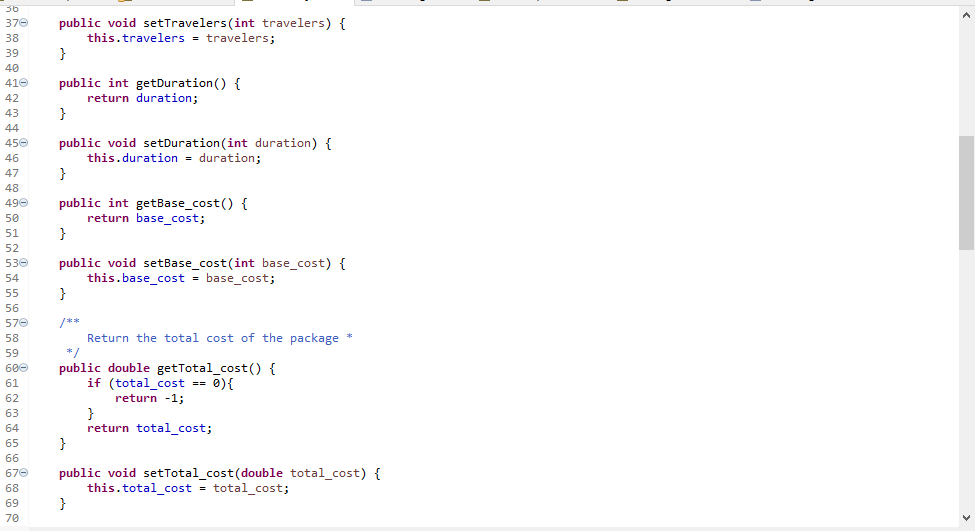 36
37 public void setTravelers(int travelers) {
38 this.travelers = travelers;
39 }
40
41 public int getDuration() {
42 return duration;
43 }
44
45 public void setDuration(int duration) {
46 this.duration = duration;
47 }
48
49 public int getBase_cost() {
50 return base_cost;
51 }
52
53 public void setBase_cost(int base_cost) {
54 this.base_cost = base_cost;
55 }
56
57 /**
58 Return the total cost of the package *
59 */
60 public double getTotal_cost() {
61 if (total_cost == 0){
62 return -1;
63 }
64 return total_cost;
65 }
66
67 public void setTotal_cost(double total_cost) {
68 this.total_cost = total_cost;
69 }
70